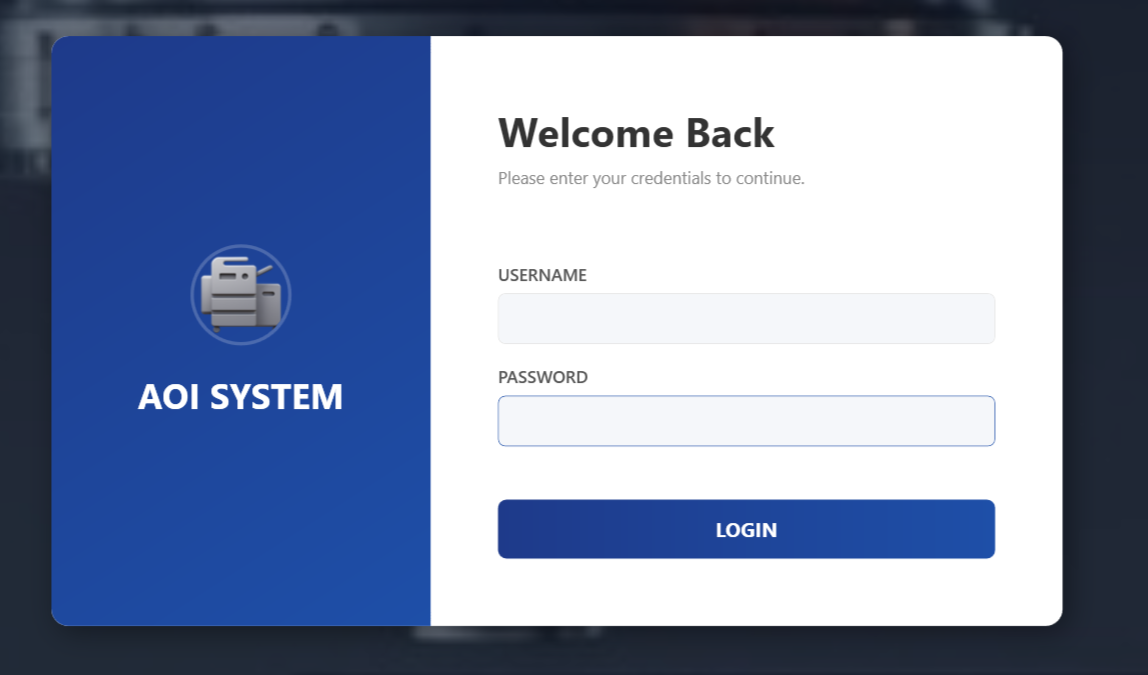 AOI SYSTEM
Welcome Back
Please enter your credentials to continue.
USERNAME
PASSWORD
LOGIN